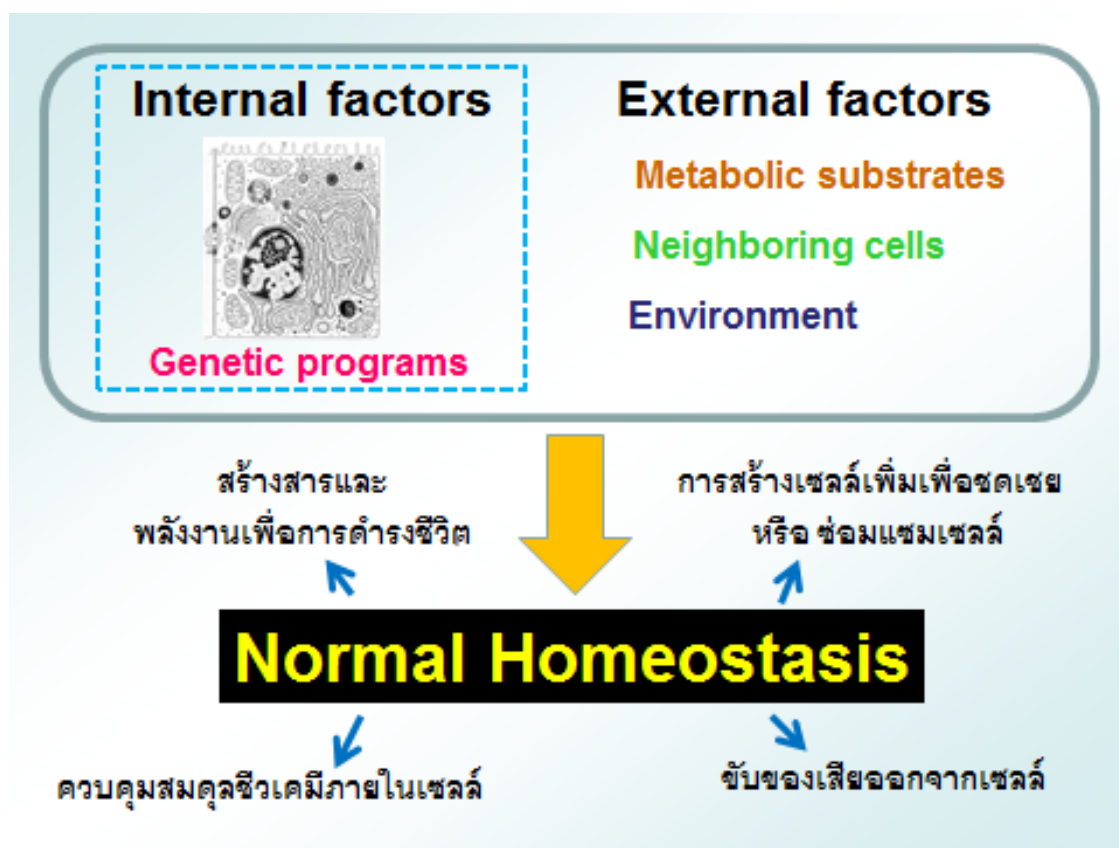 Internal factors
Genetic programs
External factors
Metabolic substrates
Neighboring cells
Environment
สร้างสารและ
พลังงานเพื่อการดำรงชีวิต
การสร้างเซลล์เพิ่มเพื่อชดเชย
หรือ ซ่อมแซมเซลล์
Normal Homeostasis
ควบคุมสมดุลชีวเคมีภายในเซลล์
ขับของเสียออกจากเซลล์